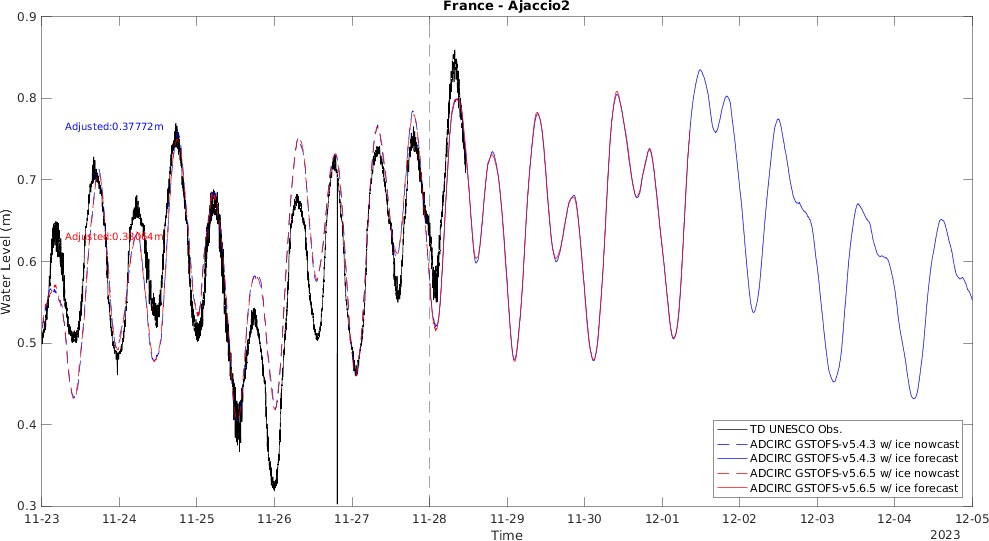 France - Ajaccio2
0.9
0.8
0.7
0.6
0.5
0.4
0.3
Water Level (m)
Adjusted:0.37772m
Adjusted:0.38064m
TD UNESCO Obs.
ADCIRC GSTOFS-v5.4.3 w/ ice nowcast
ADCIRC GSTOFS-v5.4.3 w/ ice forecast
ADCIRC GSTOFS-v5.6.5 w/ ice nowcast
ADCIRC GSTOFS-v5.6.5 w/ ice forecast
11-23 11-24 11-25 11-26 11-27 11-28 11-29 11-30 12-01 12-02 12-03 12-04 12-05
Time
2023